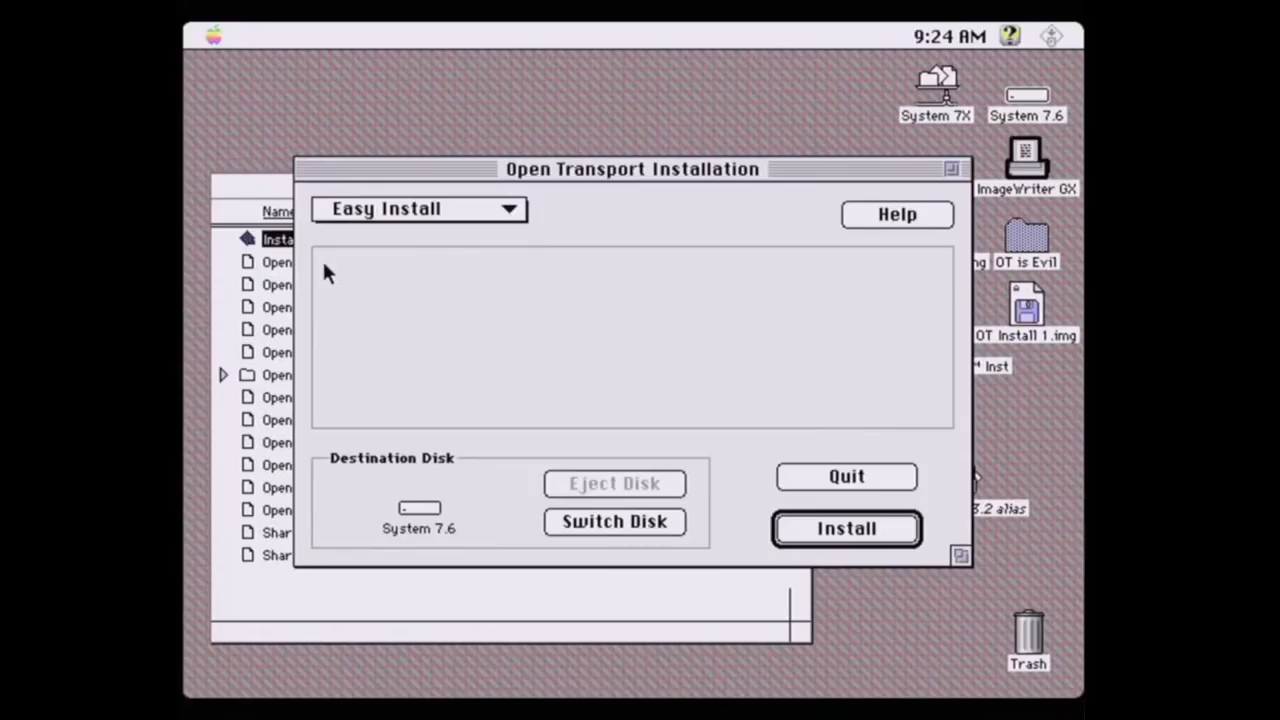 9:24 AM
System 7X
System 7.6
ImageWriter GX
OT is Evil
OT Install 1.img
Inst
3.2 alias
Trash
Open Transport Installation
Easy Install
Help
Destination Disk
System 7.6
Eject Disk
Switch Disk
Quit
Install
Name
Insta
Open
Open
Open
Open
Open
Open
Open
Open
Open
Open
Open
Open
Shar
Shar